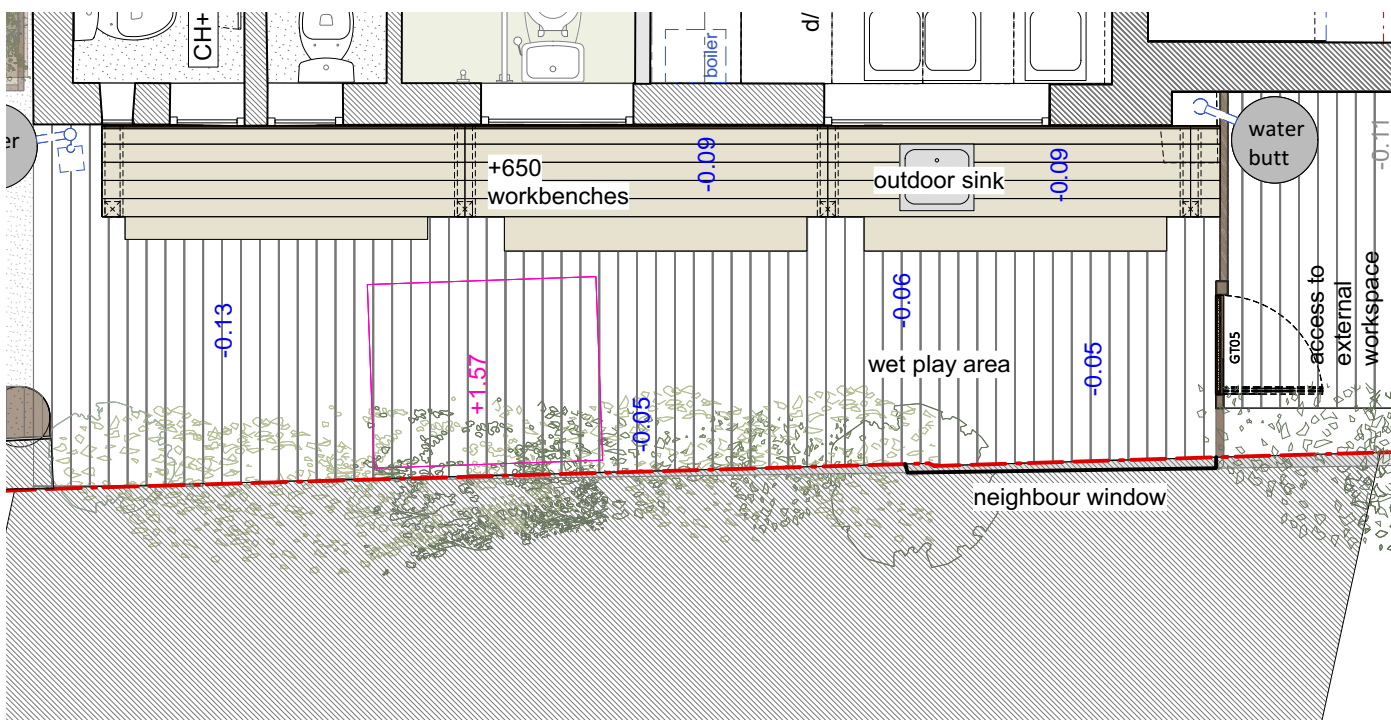 CH+
boiler
d/
er
water
butt
-0.11
+650
workbenches
-0.09
outdoor sink
-0.09
-0.13
+1.57
-0.05
-0.06
wet play area
-0.05
GT05
access to
external
workspace
neighbour window